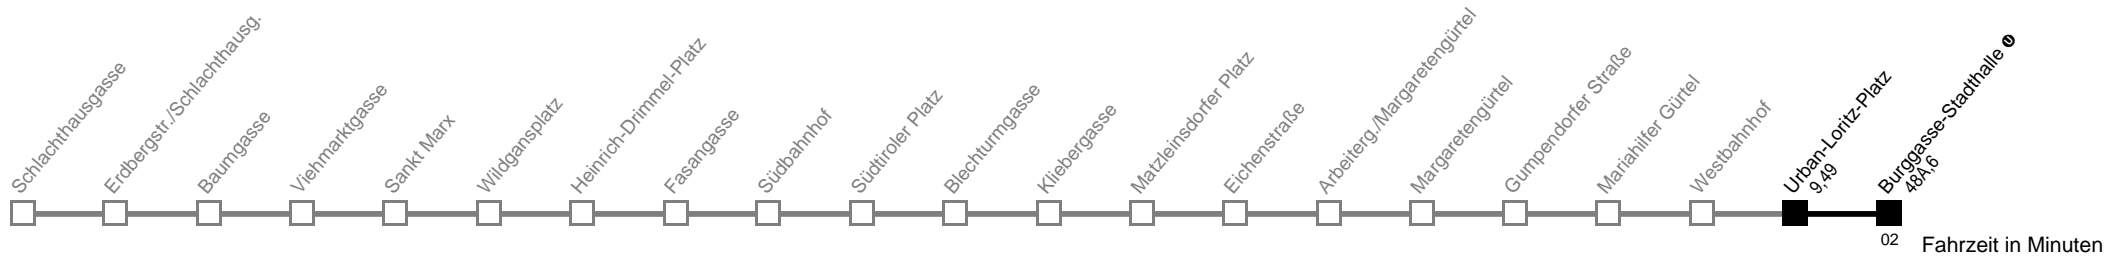 Schlachthausgasse
Erdbergstr./Schlachthausg.
Baumgasse
Viehmarktgasse
Sankt Marx
Wildgansplatz
Heinrich-Drimmel-Platz
Fasangasse
Südbahnhof
Südtiroler Platz
Blechturmgasse
Kliebergasse
Matzleinsdorfer Platz
Eichenstraße
Arbeiterg./Margaretengürtel
Margaretengürtel
Gumpendorfer Straße
Mariahilfer Gürtel
Westbahnhof
Urban-Loritz-Platz
9,49
Burggasse-Stadthalle U
48A,6
02
Fahrzeit in Minuten